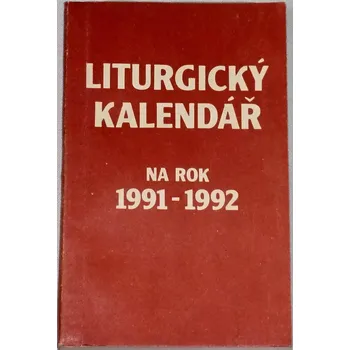 LITURGICKÝ
KALENDÁŘ
NA ROK
1991-1992